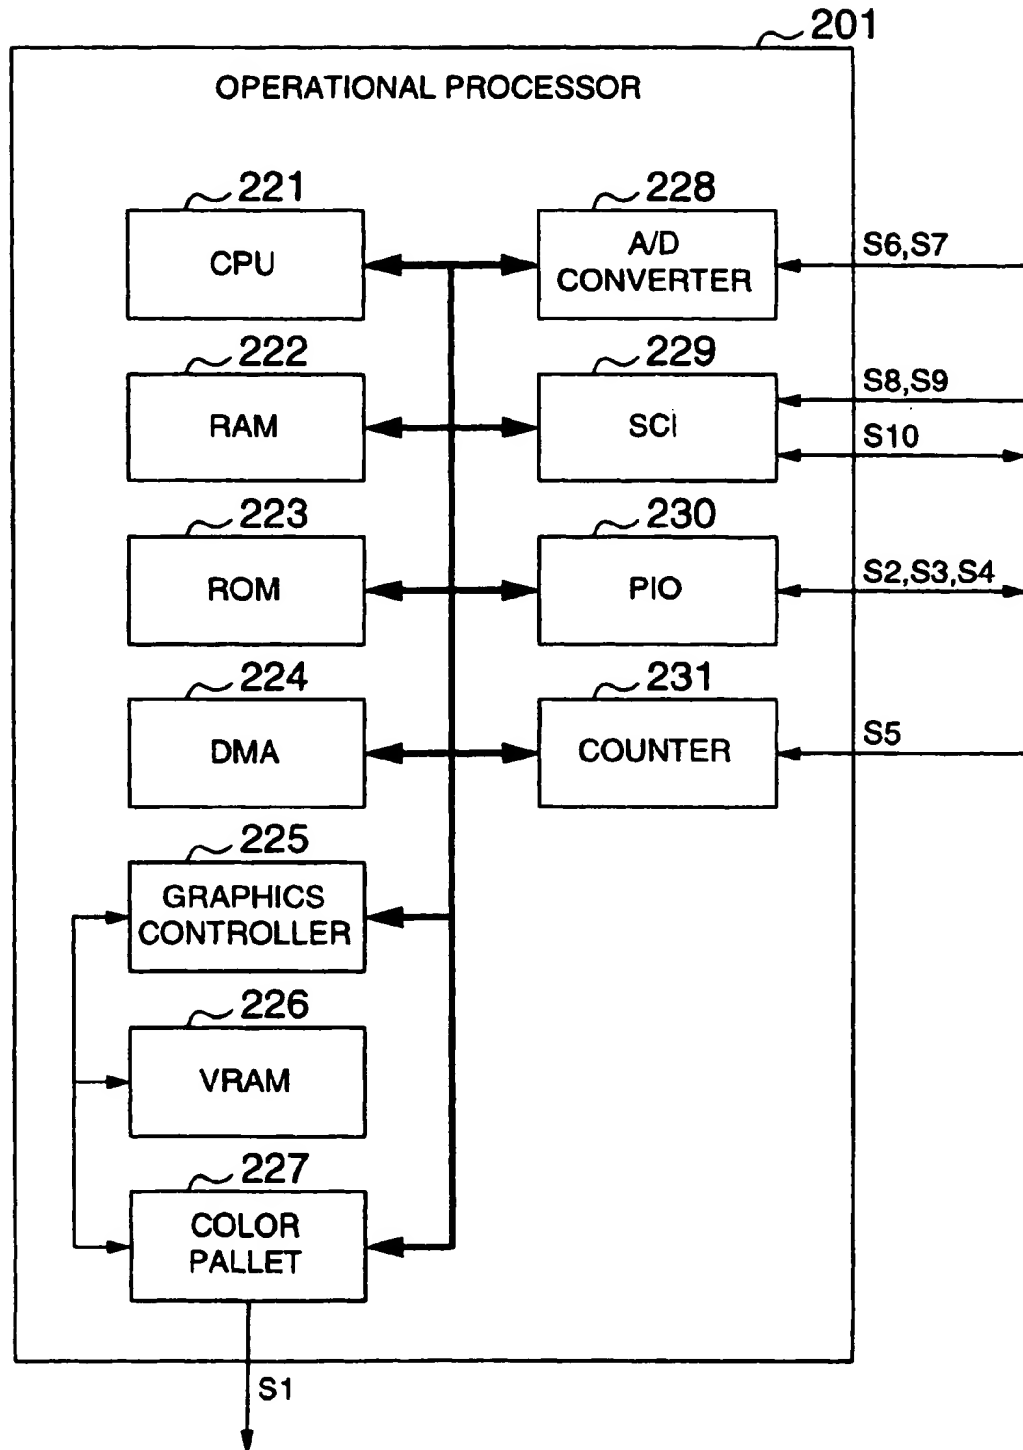 201
OPERATIONAL PROCESSOR
221
CPU
228
A/D
CONVERTER
S6,S7
222
RAM
229
SCI
S8,S9
S10
223
ROM
230
PIO
S2,S3,S4
224
DMA
231
COUNTER
S5
225
GRAPHICS
CONTROLLER
226
VRAM
227
COLOR
PALLET
S1